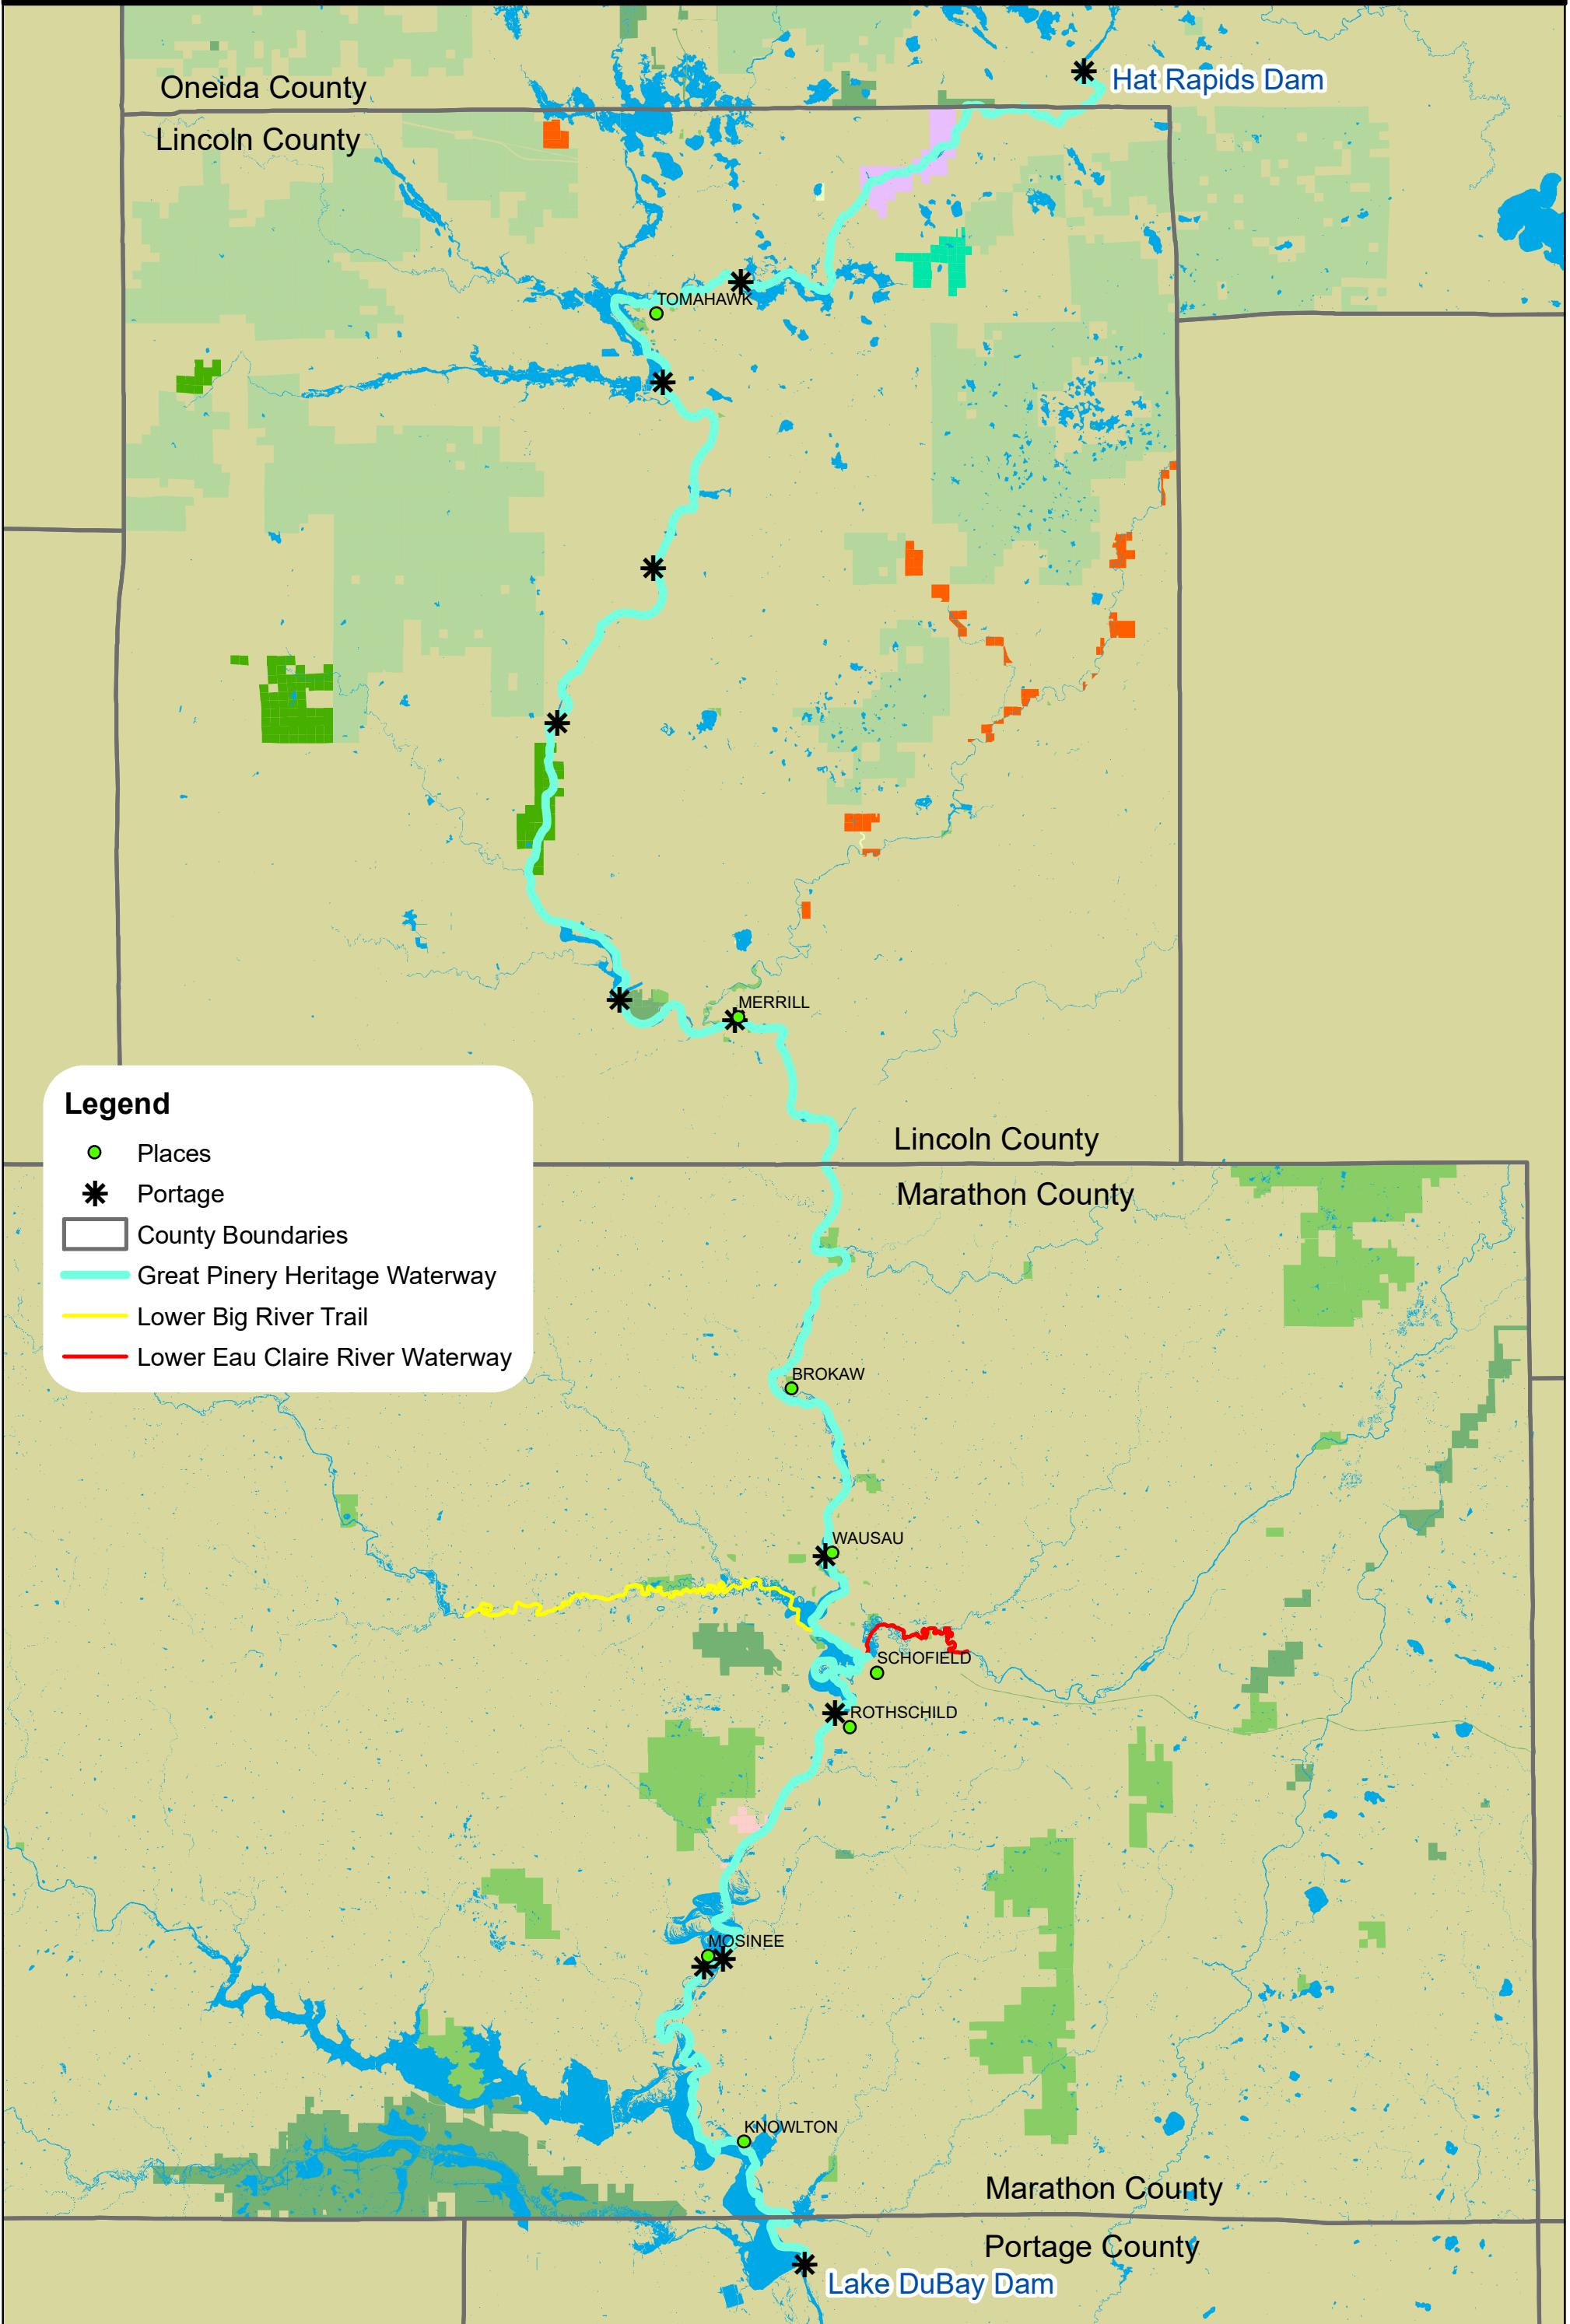 Hat Rapids Dam
Oneida County
Lincoln County
TOMAHAWK
MERRILL
Legend
Places
Portage
County Boundaries
Great Pinery Heritage Waterway
Lower Big River Trail
Lower Eau Claire River Waterway
Lincoln County
Marathon County
BROKAW
WAUSAU
SCHOFIELD
ROTHSCHILD
MOSINEE
KNOWLTON
Marathon County
Portage County
Lake DuBay Dam